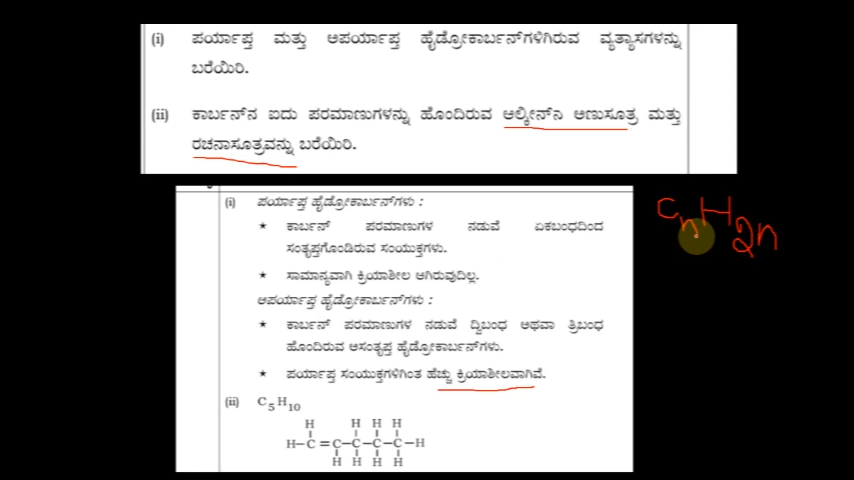 (i) ಪರ್ಯಾಪ್ತ ಮತ್ತು ಅಪರ್ಯಾಪ್ತ ಹೈಡ್ರೋಕಾರ್ಬನ್‌ಗಳಿಗಿರುವ ವ್ಯತ್ಯಾಸಗಳನ್ನು
ಬರೆಯಿರಿ.
(ii) ಕಾರ್ಬನ್‌ನ ಐದು ಪರಮಾಣುಗಳನ್ನು ಹೊಂದಿರುವ ಆಲ್ಕೀನ್‌ನ ಅಣುಸೂತ್ರ ಮತ್ತು
ರಚನಾಸೂತ್ರವನ್ನು ಬರೆಯಿರಿ.
(i) ಪರ್ಯಾಪ್ತ ಹೈಡ್ರೋಕಾರ್ಬನ್‌ಗಳು :
★ ಕಾರ್ಬನ್ ಪರಮಾಣುಗಳ ನಡುವೆ ಏಕಬಂಧದಿಂದ
ಸಂತೃಪ್ತಗೊಂಡಿರುವ ಸಂಯುಕ್ತಗಳು.
★ ಸಾಮಾನ್ಯವಾಗಿ ಕ್ರಿಯಾಶೀಲ ಆಗಿರುವುದಿಲ್ಲ.
ಅಪರ್ಯಾಪ್ತ ಹೈಡ್ರೋಕಾರ್ಬನ್‌ಗಳು :
★ ಕಾರ್ಬನ್ ಪರಮಾಣುಗಳ ನಡುವೆ ದ್ವಿಬಂಧ ಅಥವಾ ತ್ರಿಬಂಧ
ಹೊಂದಿರುವ ಅಸಂತೃಪ್ತ ಹೈಡ್ರೋಕಾರ್ಬನ್‌ಗಳು.
★ ಪರ್ಯಾಪ್ತ ಸಂಯುಕ್ತಗಳಿಗಿಂತ ಹೆಚ್ಚು ಕ್ರಿಯಾಶೀಲವಾಗಿವೆ.
(ii) C5H10
H H H H
H–C=C–C–C–C–H
H H H H
CnH2n